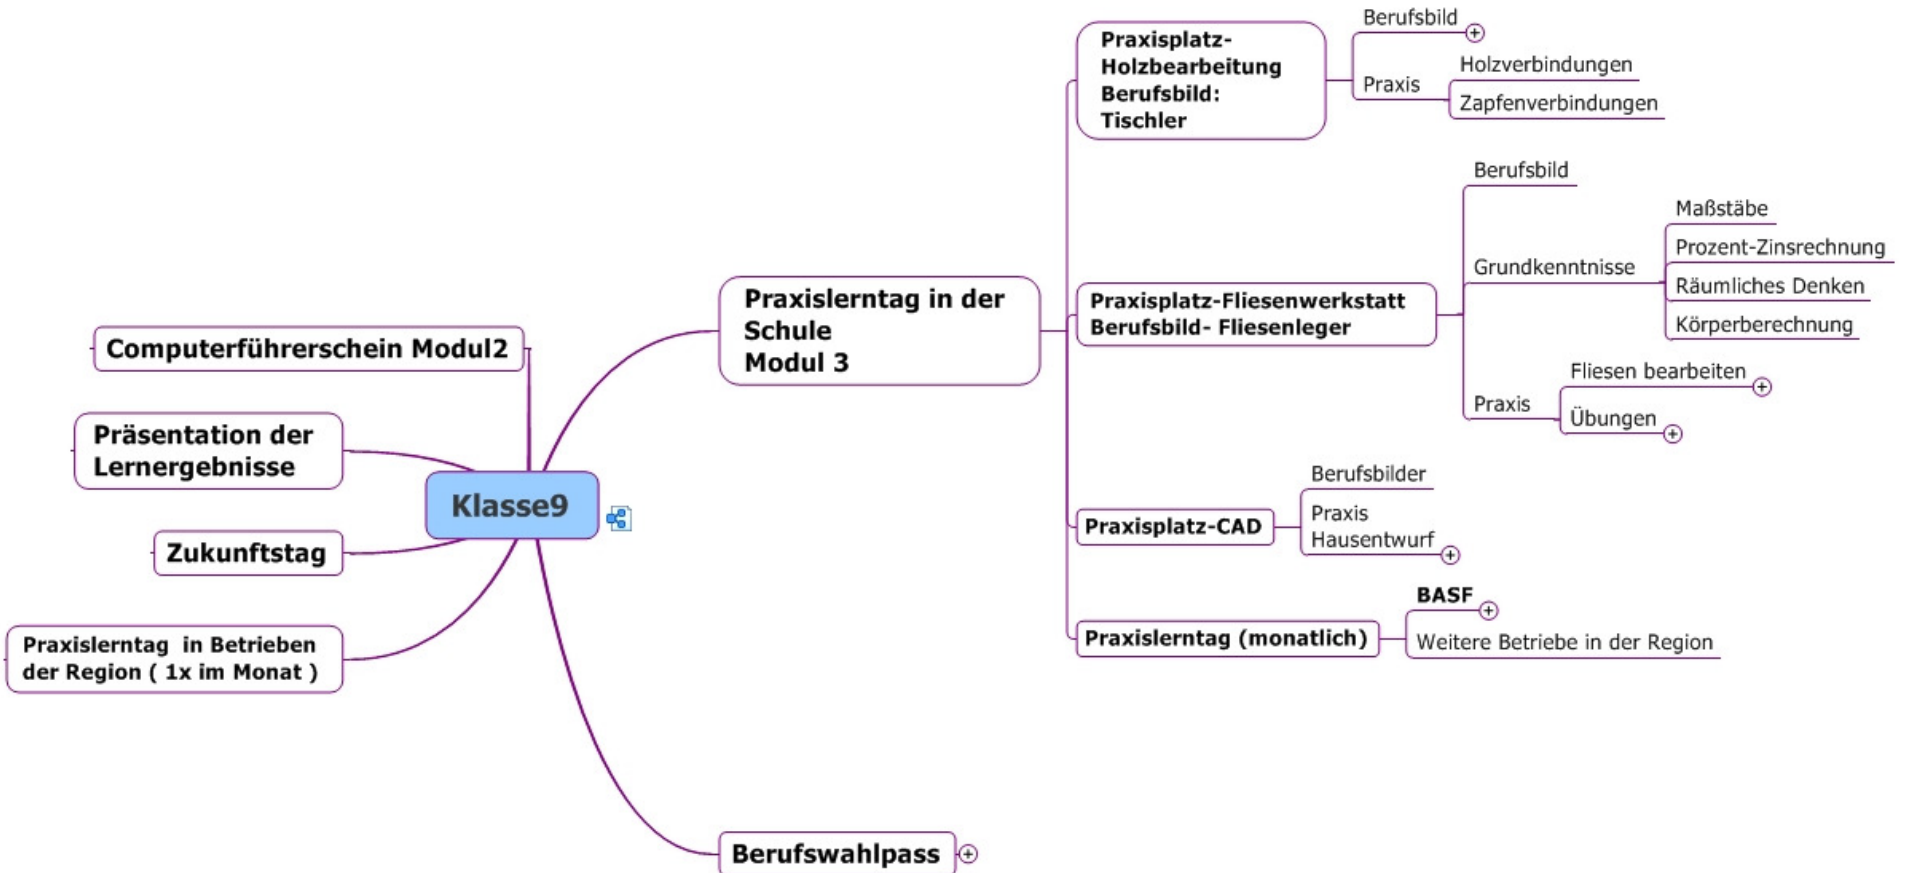 Klasse9
Computerführerschein Modul2
Präsentation der
Lernergebnisse
Zukunftstag
Praxislerntag  in Betrieben
der Region ( 1x im Monat )
Praxislerntag in der
Schule
Modul 3
Praxisplatz-
Holzbearbeitung
Berufsbild:
Tischler
Berufsbild
Praxis
Holzverbindungen
Zapfenverbindungen
Praxisplatz-Fliesenwerkstatt
Berufsbild- Fliesenleger
Berufsbild
Grundkenntnisse
Maßstäbe
Prozent-Zinsrechnung
Räumliches Denken
Körperberechnung
Praxis
Fliesen bearbeiten
Übungen
Praxisplatz-CAD
Berufsbilder
Praxis
Hausentwurf
Praxislerntag (monatlich)
BASF
Weitere Betriebe in der Region
Berufswahlpass